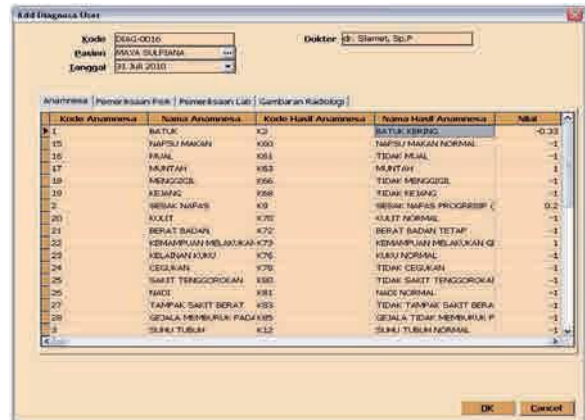 Add Diagnosa User
Kode DIAG-0016 Dokter dr. Slamet, Sp.P
Pasien MAYA SULFIANA ...
Tanggal 31 Juli 2010
Anamnesa Pemeriksaan Fisik Pemeriksaan Lab Gambaran Radiologi
Kode Anamnesa Nama Anamnesa Kode Hasil Anamnesa Nama Hasil Anamnesa Nilai
1 BATUK K3 BATUK KERING -0.33
15 NAFSU MAKAN K60 NAFSU MAKAN NORMAL -1
16 MUAL K61 TIDAK MUAL -1
17 MUNTAH K63 MUNTAH 1
18 MENGGIGIL K66 TIDAK MENGGIGIL -1
19 KEJANG K68 TIDAK KEJANG -1
2 SESAK NAFAS K9 SESAK NAFAS PROGRESIF ( 0.2
20 KULIT K70 KULIT NORMAL -1
21 BERAT BADAN K72 BERAT BADAN TETAP -1
22 KEMAMPUAN MELAKUKAN K73 KEMAMPUAN MELAKUKAN GE 1
23 KELAINAN KUKU K76 KUKU NORMAL -1
24 CEGUKAN K78 TIDAK CEGUKAN -1
25 SAKIT TENGGOROKAN K80 TIDAK SAKIT TENGGOROKAN -1
26 NADI K81 NADI NORMAL -1
27 TAMPAK SAKIT BERAT K83 TIDAK TAMPAK SAKIT BERA -1
28 GEJALA MEMBURUK PADA K85 GEJALA TIDAK MEMBURUK P -1
3 SUHU TUBUH K12 SUHU TUBUH NORMAL -1
OK Cancel